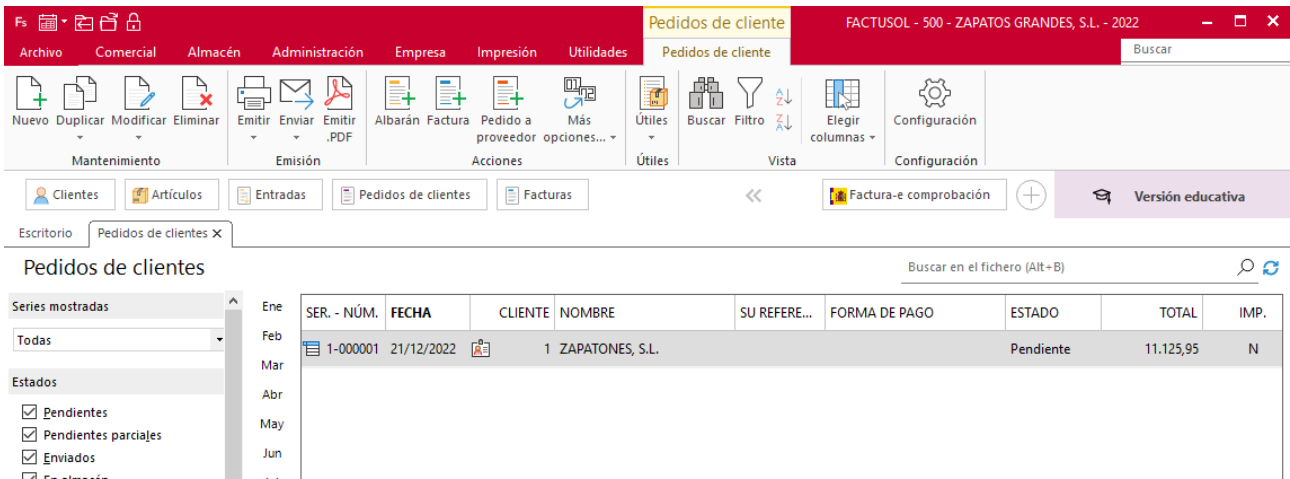 Fs
Pedidos de cliente
FACTUSOL - 500 - ZAPATOS GRANDES, S.L. - 2022
Archivo Comercial Almacén Administración Empresa Impresión Utilidades Pedidos de cliente Buscar
Nuevo Duplicar Modificar Eliminar Emitir Enviar Emitir .PDF Albarán Factura Pedido a proveedor Más opciones... Útiles Buscar Filtro Elegir columnas Configuración
Mantenimiento Emisión Acciones Útiles Vista Configuración
Clientes Artículos Entradas Pedidos de clientes Facturas Factura-e comprobación Versión educativa
Escritorio Pedidos de clientes X
Pedidos de clientes Buscar en el fichero (Alt+B)
Series mostradas
Todas
Estados
Pendientes
Pendientes parciales
Enviados
En almacén
Ene
Feb
Mar
Abr
May
Jun
SER. - NÚM. FECHA CLIENTE NOMBRE SU REFERE... FORMA DE PAGO ESTADO TOTAL IMP.
1-000001 21/12/2022 1 ZAPATONES, S.L. Pendiente 11.125,95 N